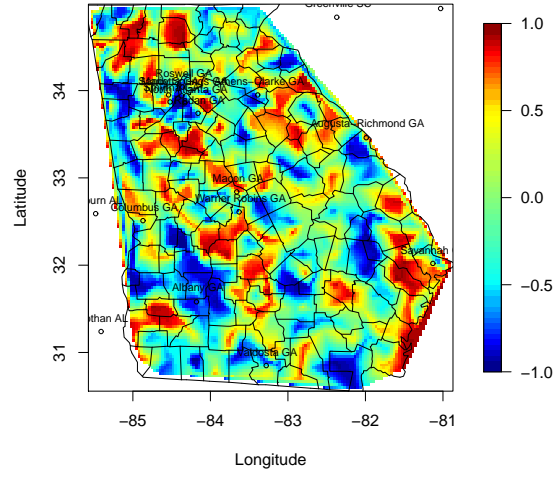 Greenville SC
Roswell GA
Athens−Clarke GA
Augusta−Richmond GA
Macon GA
Warner Robins GA
Columbus GA
Savannah
Albany GA
than AL
Valdosta GA
34
33
32
31
Latitude
−85
−84
−83
−82
−81
Longitude
1.0
0.5
0.0
−0.5
−1.0